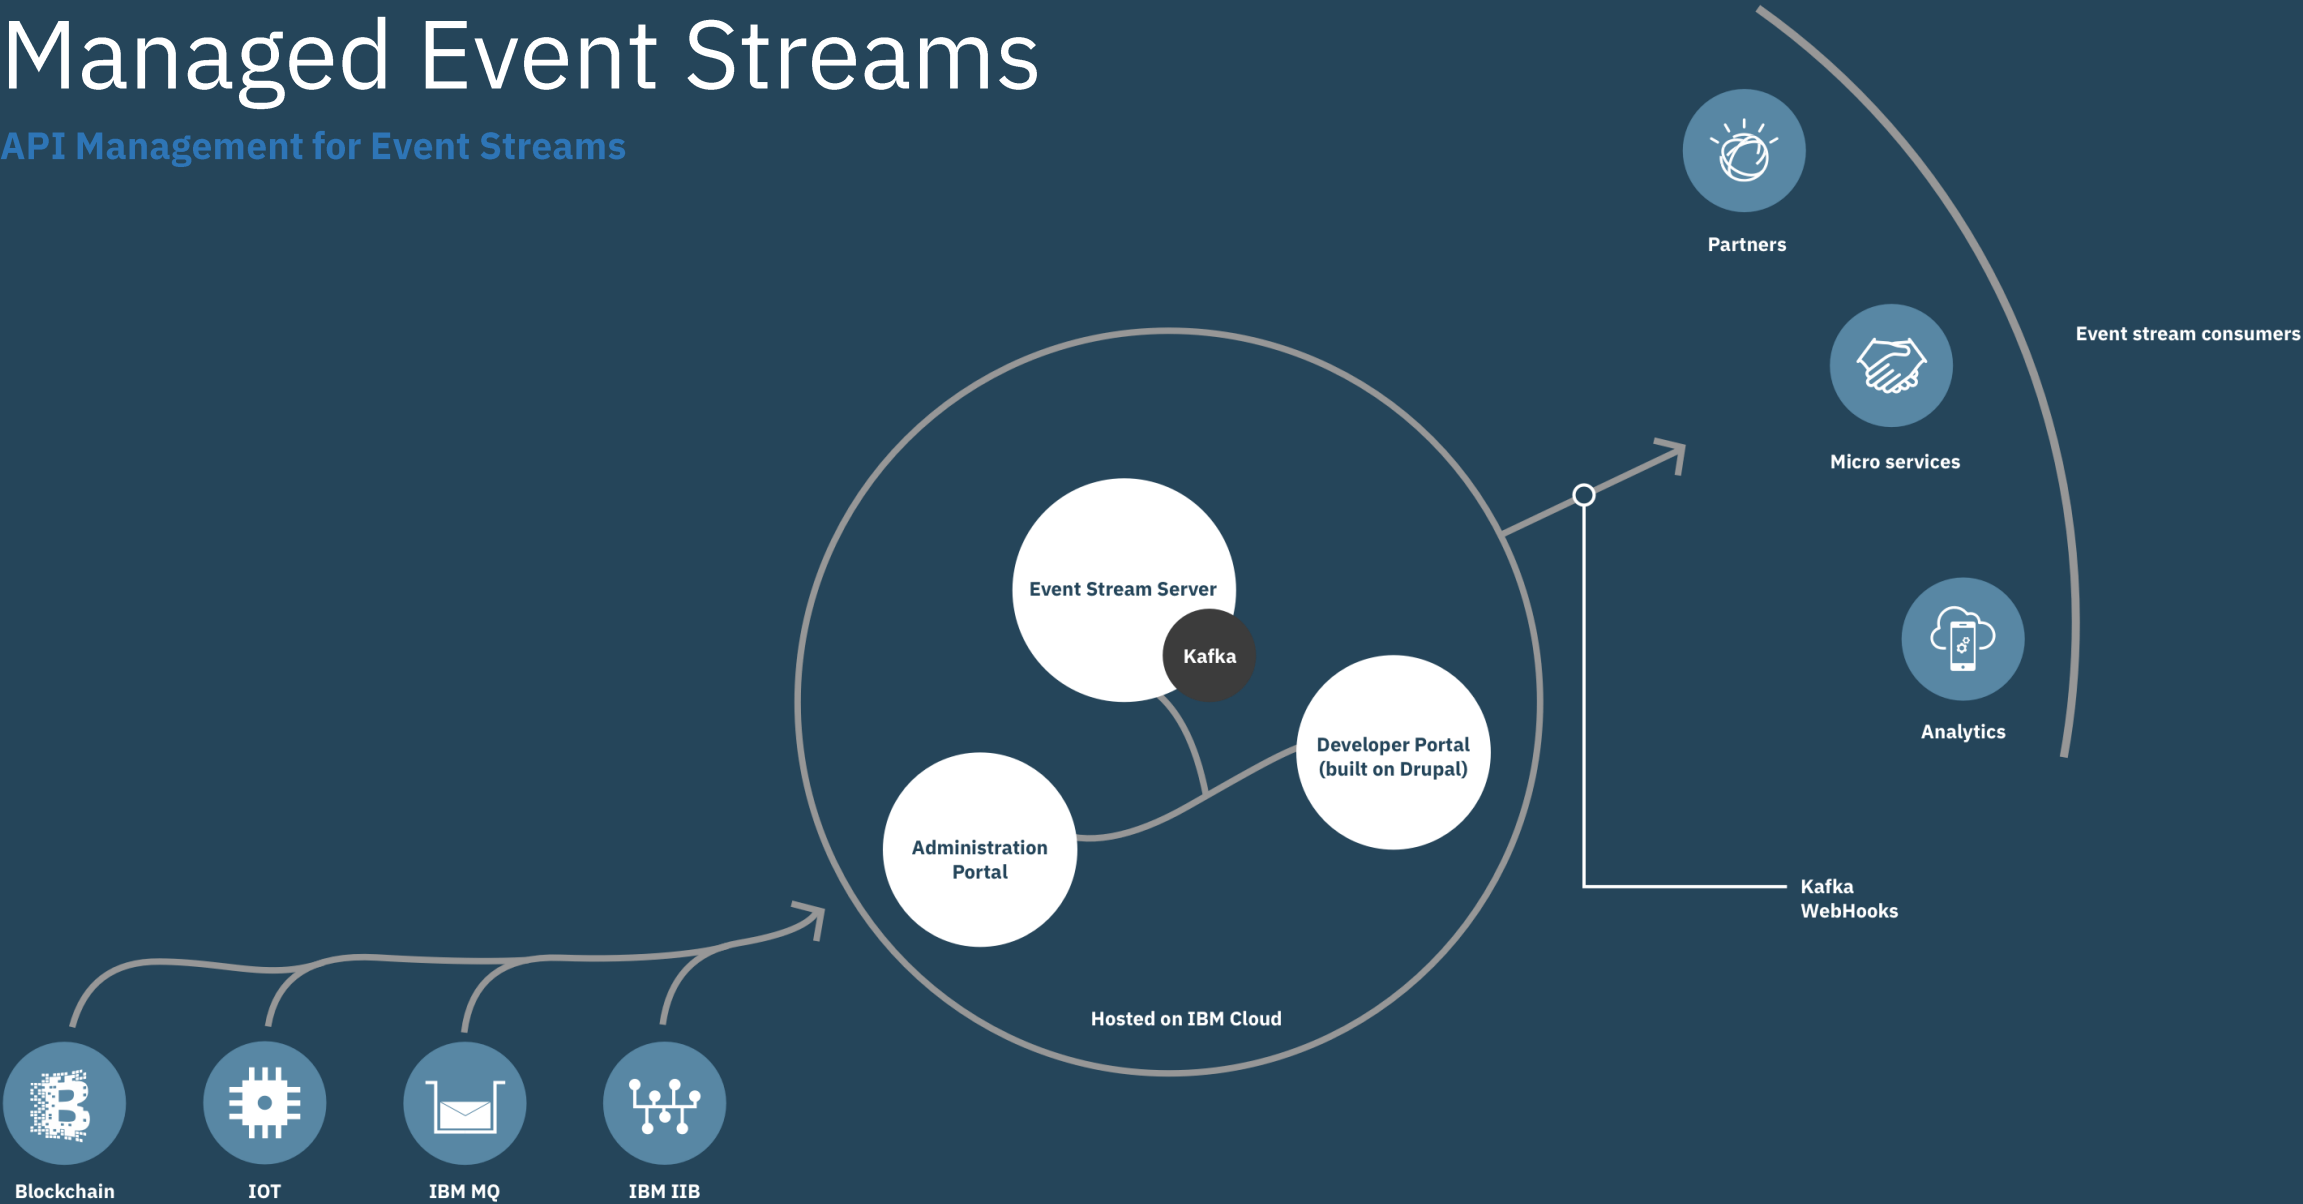 Managed Event Streams
API Management for Event Streams
Partners
Event stream consumers
Micro services
Event Stream Server
Kafka
Analytics
Developer Portal
(built on Drupal)
Administration
Portal
Kafka
WebHooks
Hosted on IBM Cloud
Blockchain
IOT
IBM MQ
IBM IIB